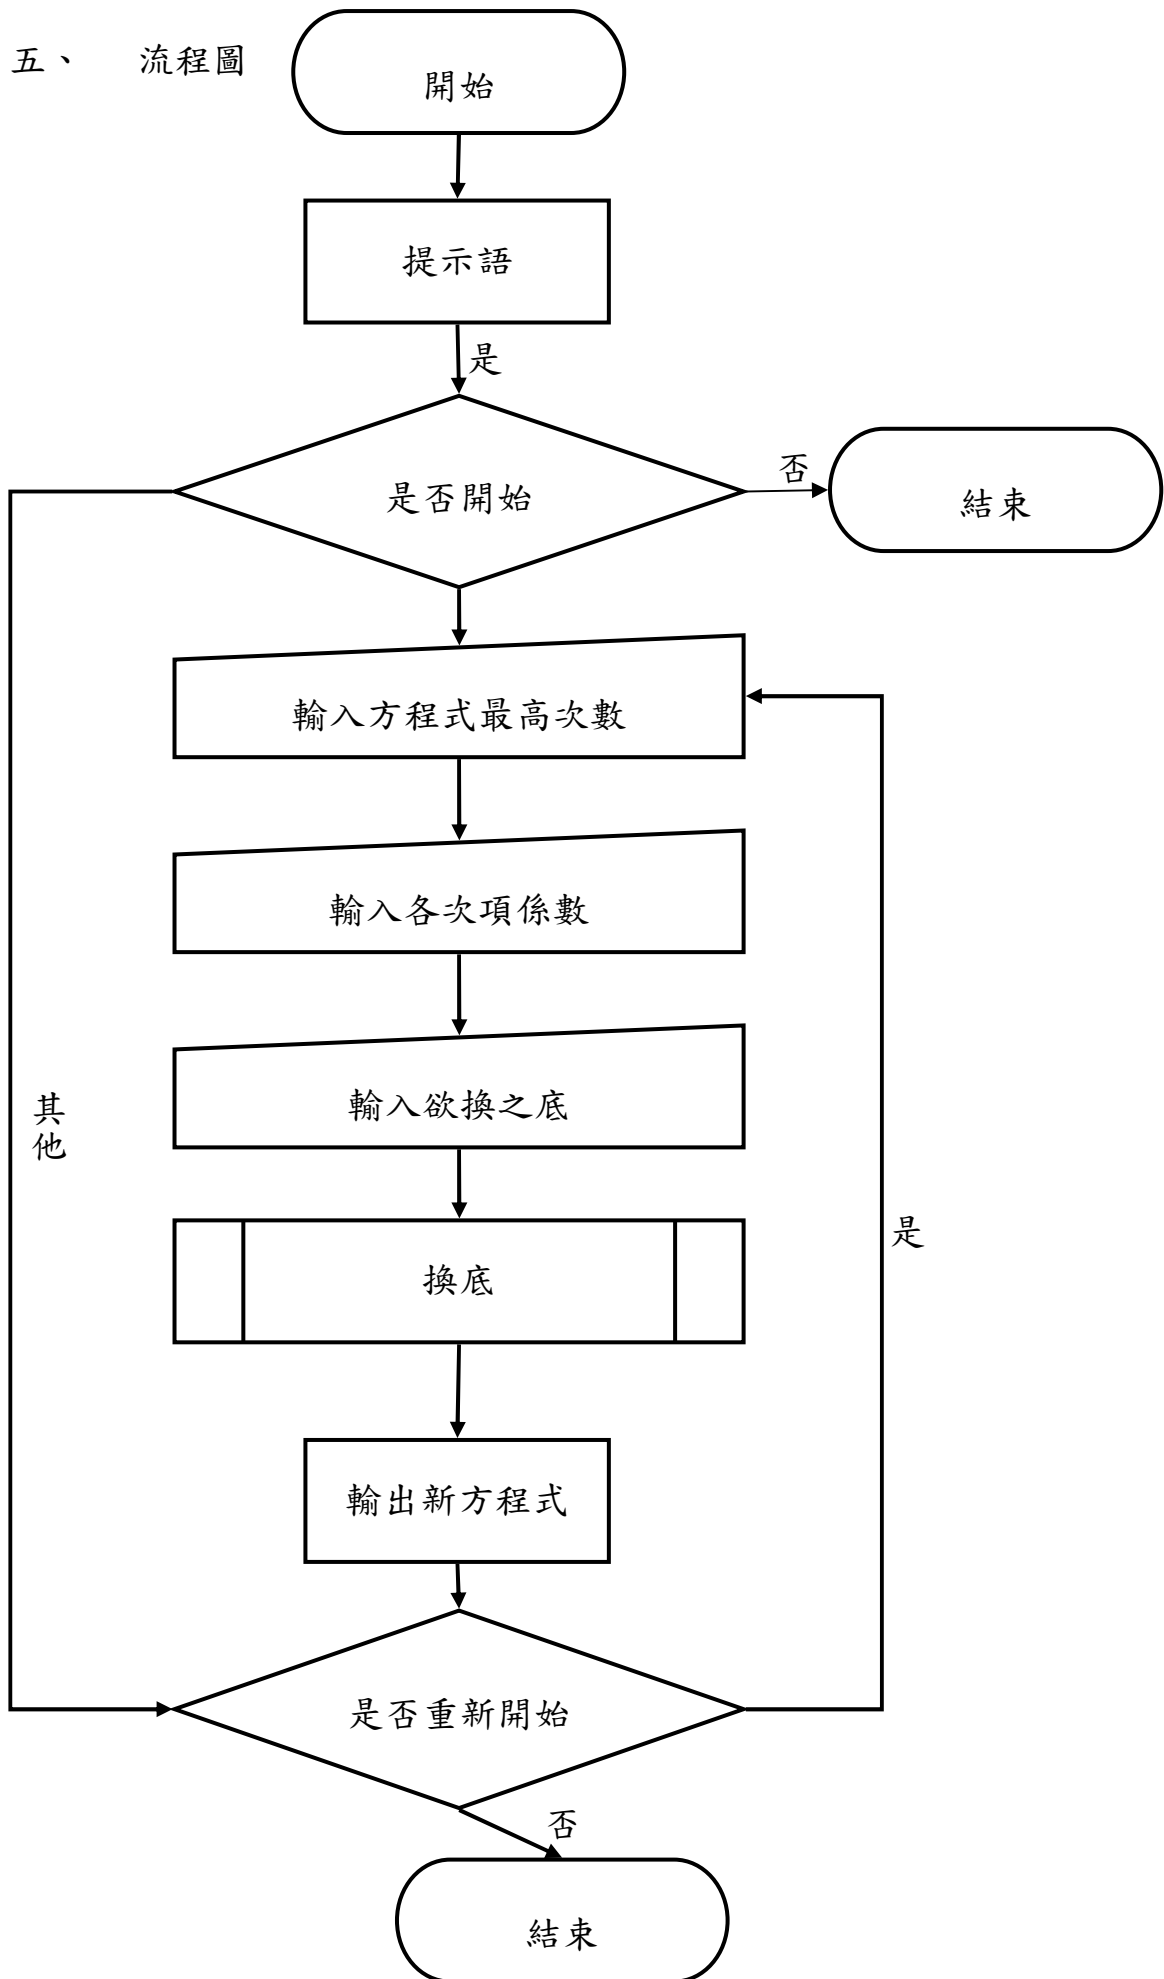 五、 流程圖
開始
提示語
是
是否開始
否
結束
輸入方程式最高次數
輸入各次項係數
輸入欲換之底
其
他
換底
是
輸出新方程式
是否重新開始
否
結束